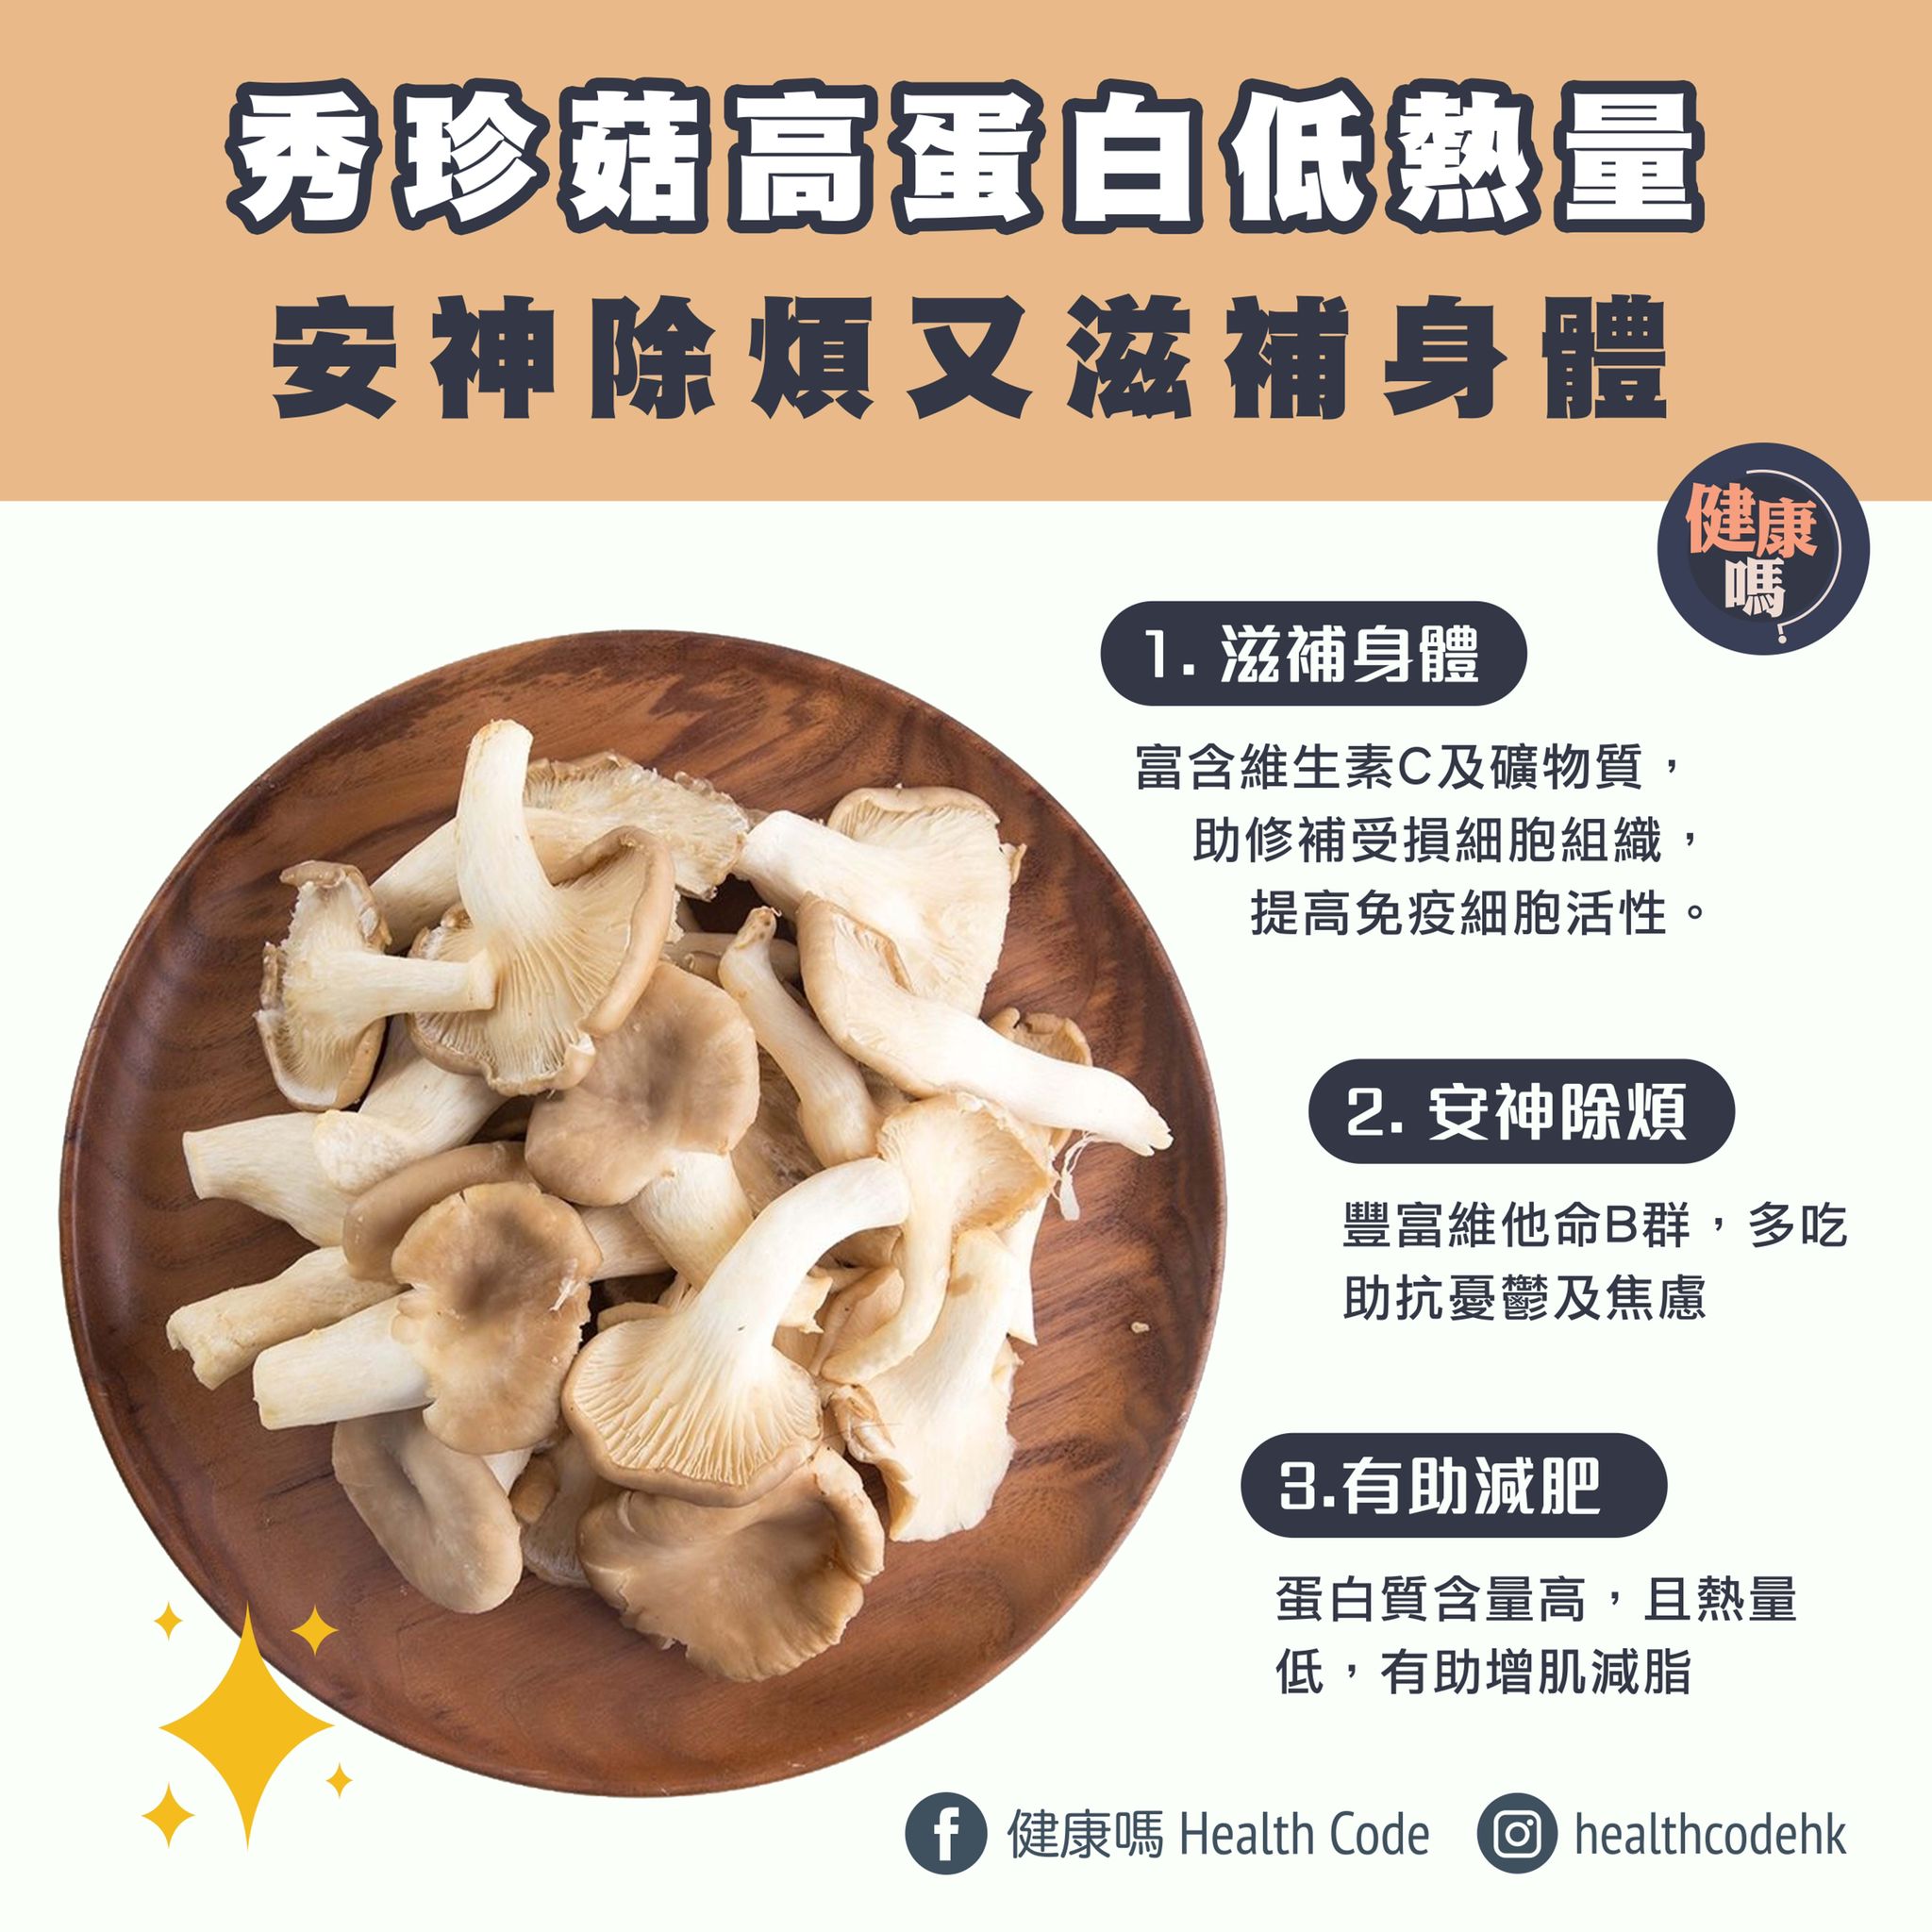 秀珍菇高蛋白低熱量
安神除煩又滋補身體
健康
嗎
1. 滋補身體
富含維生素C及礦物質，
助修補受損細胞組織，
提高免疫細胞活性。
2. 安神除煩
豐富維他命B群，多吃
助抗憂鬱及焦慮
3.有助減肥
蛋白質含量高，且熱量
低，有助增肌減脂
健康嗎 Health Code
healthcodehk